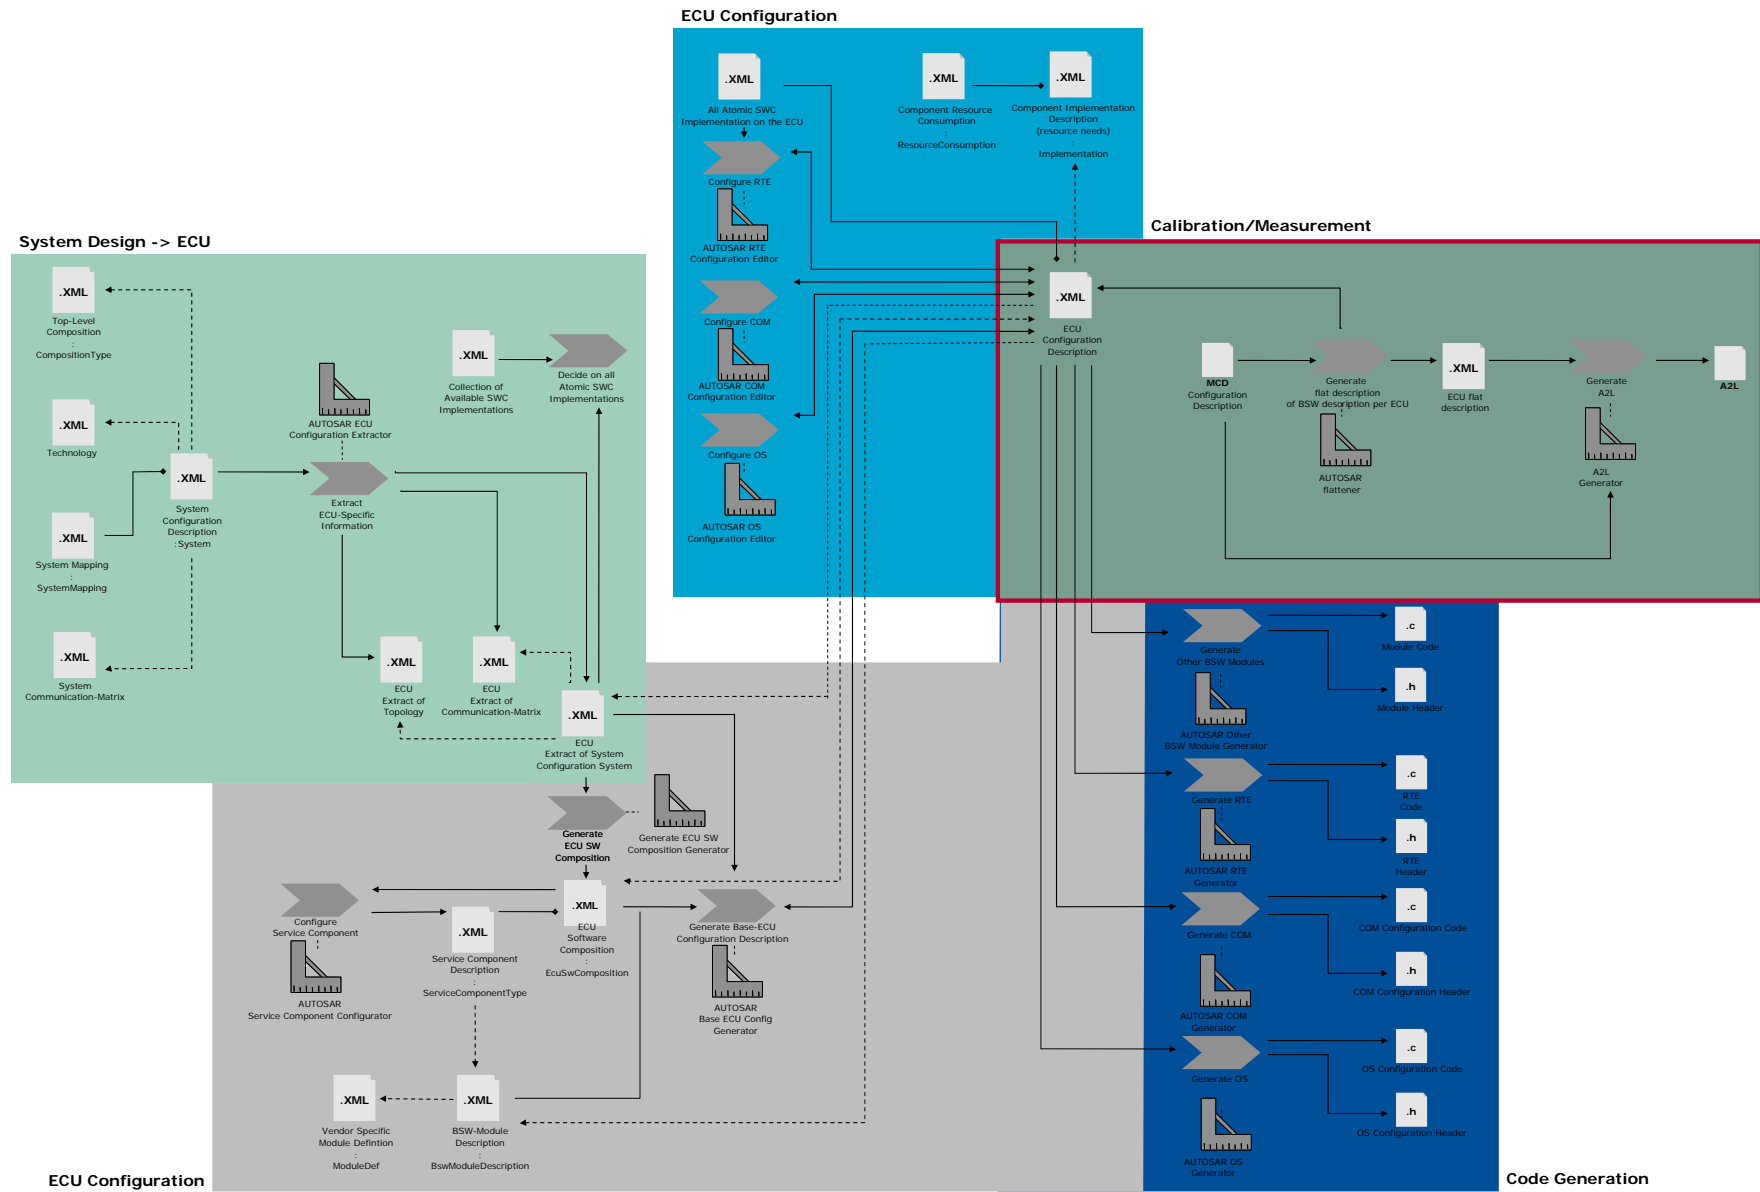 ECU Configuration
.XML
All Atomic SWC
Implementation on the ECU
.XML
Component Resource
Consumption
:
ResourceConsumption
.XML
Component Implementation
Description
(resource needs)
:
Implementation
Configure RTE
AUTOSAR RTE
Configuration Editor
Configure COM
AUTOSAR COM
Configuration Editor
Configure OS
AUTOSAR OS
Configuration Editor
System Design -> ECU
.XML
Top-Level
Composition
:
CompositionType
.XML
Technology
.XML
System Mapping
:
SystemMapping
.XML
System
Communication-Matrix
.XML
System
Configuration
Description
:System
AUTOSAR ECU
Configuration Extractor
Extract
ECU-Specific
Information
.XML
Collection of
Available SWC
Implementations
Decide on all
Atomic SWC
Implementations
.XML
ECU
Extract of
Topology
.XML
ECU
Extract of
Communication-Matrix
.XML
ECU
Extract of System
Configuration System
Calibration/Measurement
.XML
ECU
Configuration
Description
MCD
Configuration
Description
Generate
flat description
of BSW description per ECU
AUTOSAR
flattener
.XML
ECU flat
description
Generate
A2L
A2L
Generator
A2L
Generate
ECU SW
Composition
Generate ECU SW
Composition Generator
Configure
Service Component
AUTOSAR
Service Component Configurator
.XML
Service Component
Description
:
ServiceComponentType
.XML
ECU
Software
Composition
:
EcuSwComposition
Generate Base-ECU
Configuration Description
AUTOSAR
Base ECU Config
Generator
.XML
Vendor Specific
Module Defintion
:
ModuleDef
.XML
BSW-Module
Description
:
BswModuleDescription
ECU Configuration
Generate
Other BSW Modules
AUTOSAR Other
BSW Module Generator
.c
Module Code
.h
Module Header
Generate RTE
AUTOSAR RTE
Generator
.c
RTE
Code
.h
RTE
Header
Generate COM
AUTOSAR COM
Generator
.c
COM Configuration Code
.h
COM Configuration Header
Generate OS
AUTOSAR OS
Generator
.c
OS Configuration Code
.h
OS Configuration Header
Code Generation